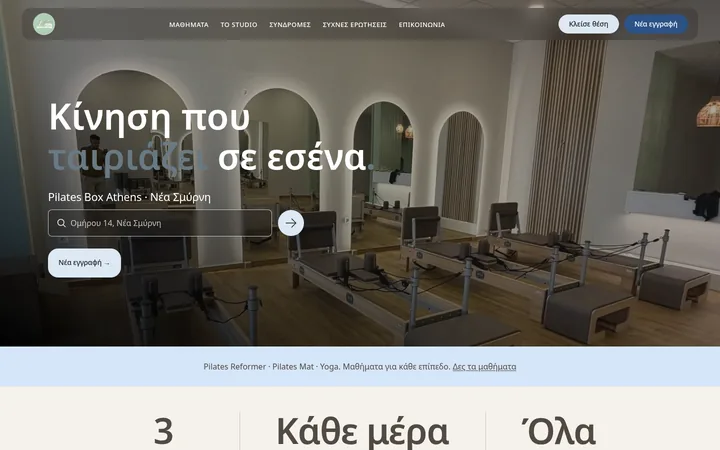 ΜΑΘΗΜΑΤΑ ΤΟ STUDIO ΣΥΝΔΡΟΜΕΣ ΣΥΧΝΕΣ ΕΡΩΤΗΣΕΙΣ ΕΠΙΚΟΙΝΩΝΙΑ Κλείσε θέση Νέα εγγραφή
Κίνηση που
ταιριάζει σε εσένα.
Pilates Box Athens · Νέα Σμύρνη
Ομήρου 14, Νέα Σμύρνη
Νέα εγγραφή →
Pilates Reformer · Pilates Mat · Yoga. Μαθήματα για κάθε επίπεδο. Δες τα μαθήματα
3 Κάθε μέρα Όλα